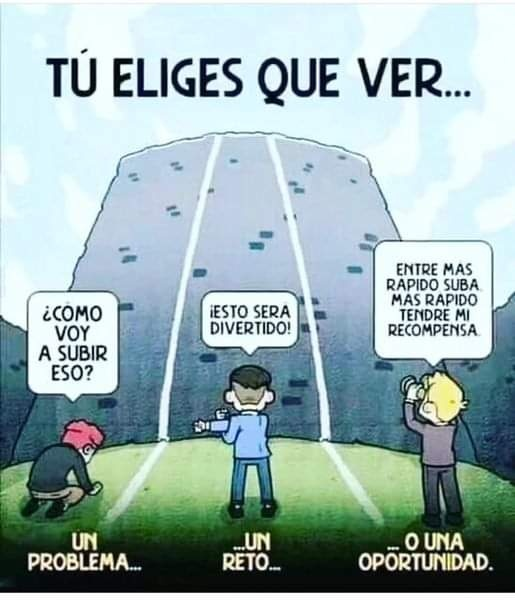 TÚ ELIGES QUE VER...
¿CÓMO
VOY
A SUBIR
ESO?
¡ESTO SERÁ
DIVERTIDO!
ENTRE MAS
RAPIDO SUBA
MAS RAPIDO
TENDRE MI
RECOMPENSA.
UN
PROBLEMA...
...UN
RETO...
... O UNA
OPORTUNIDAD.